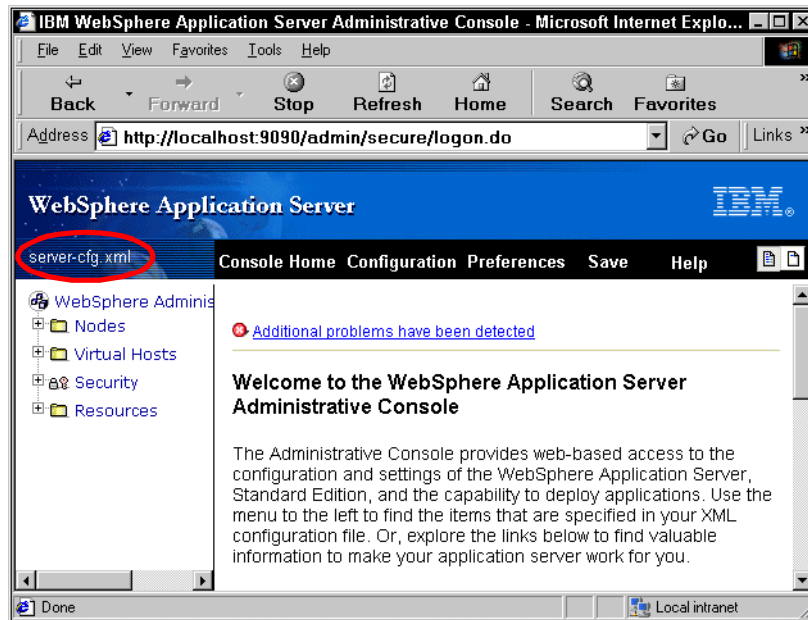 IBM WebSphere Application Server Administrative Console - Microsoft Internet Explo...
File Edit View Favorites Tools Help
Back Forward Stop Refresh Home Search Favorites »
Address http://localhost:9090/admin/secure/logon.do Go Links »
WebSphere Application Server IBM®
server-cfg.xml Console Home Configuration Preferences Save Help
WebSphere Adminis
Nodes
Virtual Hosts
Security
Resources
Additional problems have been detected
Welcome to the WebSphere Application Server
Administrative Console
The Administrative Console provides web-based access to the
configuration and settings of the WebSphere Application Server,
Standard Edition, and the capability to deploy applications. Use the
menu to the left to find the items that are specified in your XML
configuration file. Or, explore the links below to find valuable
information to make your application server work for you.
Done Local intranet